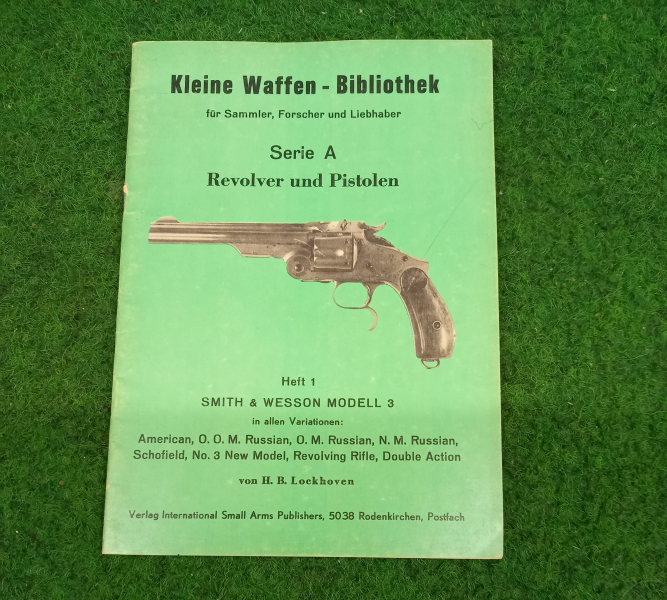 Kleine Waffen - Bibliothek
für Sammler, Forscher und Liebhaber
Serie A
Revolver und Pistolen
Heft 1
SMITH & WESSON MODELL 3
in allen Variationen:
American, O. O. M. Russian, O. M. Russian, N. M. Russian,
Schofield, No. 3 New Model, Revolving Rifle, Double Action
von H. B. Lockhoven
Verlag International Small Arms Publishers, 5038 Rodenkirchen, Postfach